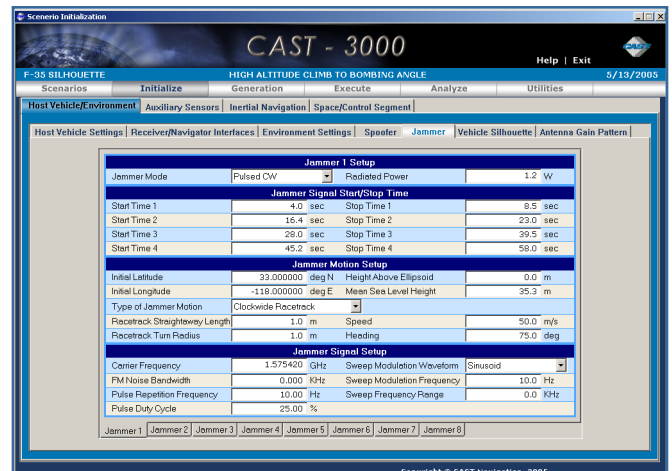 Scenerio Initialization
CAST - 3000
Help | Exit
CAST
F-35 SILHOUETTE HIGH ALTITUDE CLIMB TO BOMBING ANGLE 5/13/2005
Scenarios Initialize Generation Execute Analyze Utilities
Host Vehicle/Environment Auxiliary Sensors Inertial Navigation Space/Control Segment
Host Vehicle Settings Receiver/Navigator Interfaces Environment Settings Spoofer Jammer Vehicle Silhouette Antenna Gain Pattern
Jammer 1 Setup
Jammer Mode Pulsed CW Radiated Power 1.2 W
Jammer Signal Start/Stop Time
Start Time 1 4.0 sec Stop Time 1 8.5 sec
Start Time 2 16.4 sec Stop Time 2 23.0 sec
Start Time 3 28.0 sec Stop Time 3 39.5 sec
Start Time 4 45.2 sec Stop Time 4 58.0 sec
Jammer Motion Setup
Initial Latitude 33.000000 deg N Height Above Ellipsoid 0.0 m
Initial Longitude -118.000000 deg E Mean Sea Level Height 35.3 m
Type of Jammer Motion Clockwide Racetrack
Racetrack Straightaway Length 1.0 m Speed 50.0 m/s
Racetrack Turn Radius 1.0 m Heading 75.0 deg
Jammer Signal Setup
Carrier Frequency 1.575420 GHz Sweep Modulation Waveform Sinusoid
FM Noise Bandwidth 0.000 KHz Sweep Modulation Frequency 10.0 Hz
Pulse Repetition Frequency 10.00 Hz Sweep Frequency Range 0.0 KHz
Pulse Duty Cycle 25.00 %
Jammer 1 Jammer 2 Jammer 3 Jammer 4 Jammer 5 Jammer 6 Jammer 7 Jammer 8
Copyright © CAST Navigation, 2005